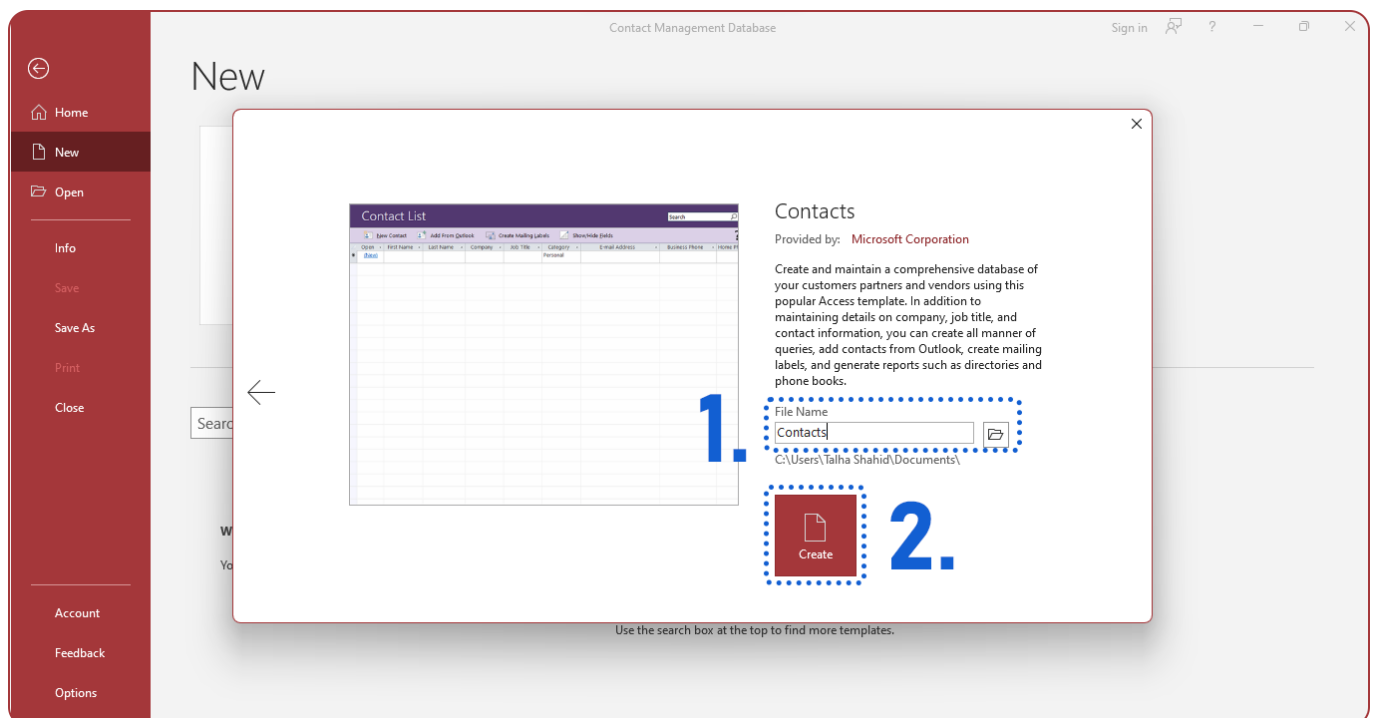 Contact Management Database
Sign in
?
New
Home
New
Open
Info
Save
Save As
Print
Close
Account
Feedback
Options
Searc
W
Yo
Contact List
Search
New Contact Add From Outlook Create Mailing Labels Show/Hide Fields
Open First Name Last Name Company Job Title Category E-mail Address Business Phone Home P
(New) Personal
Contacts
Provided by: Microsoft Corporation
Create and maintain a comprehensive database of
your customers partners and vendors using this
popular Access template. In addition to
maintaining details on company, job title, and
contact information, you can create all manner of
queries, add contacts from Outlook, create mailing
labels, and generate reports such as directories and
phone books.
1.
File Name
Contacts
C:\Users\Talha Shahid\Documents\
Create
2.
Use the search box at the top to find more templates.